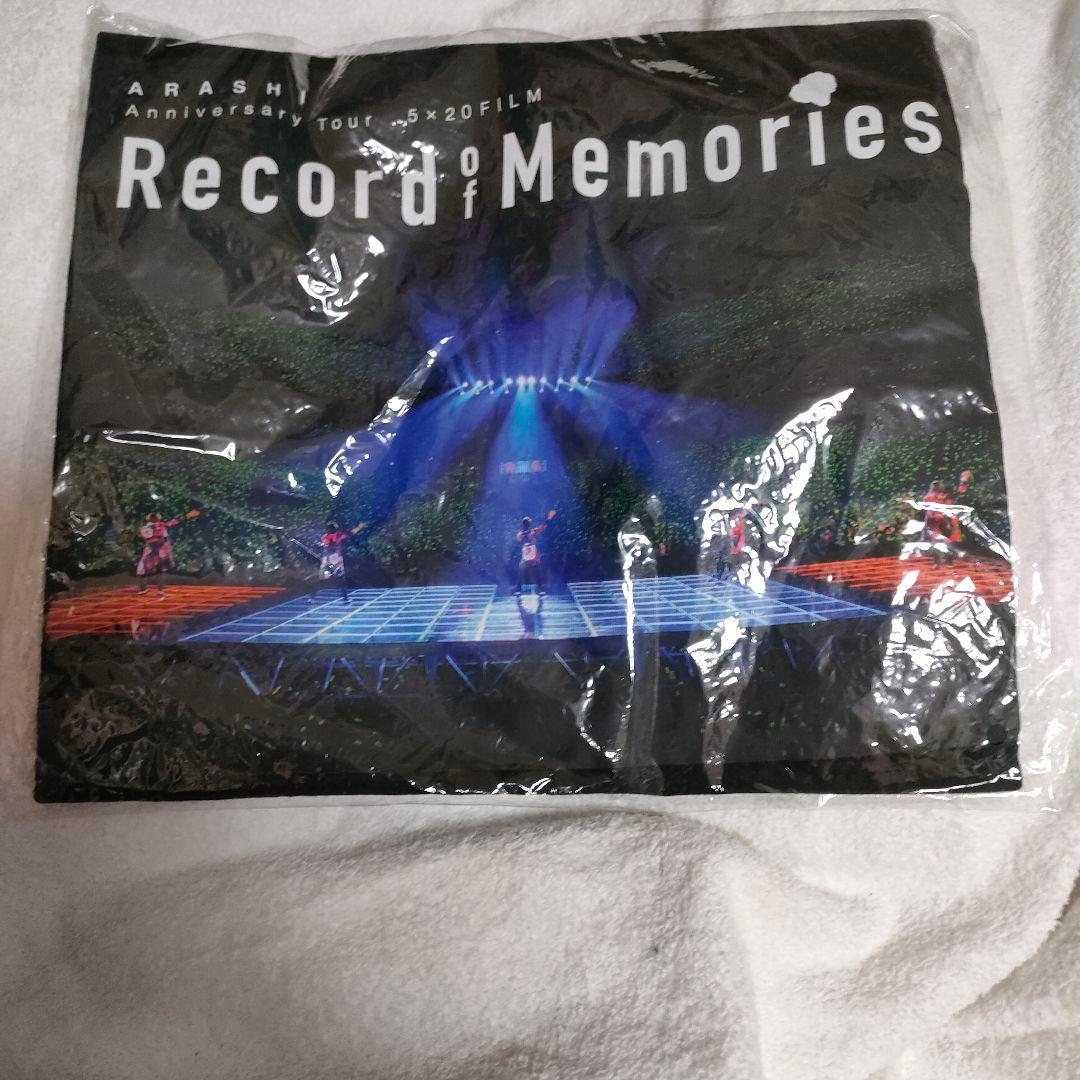 ARASHI
Anniversary Tour 5×20 FILM
Record of Memories